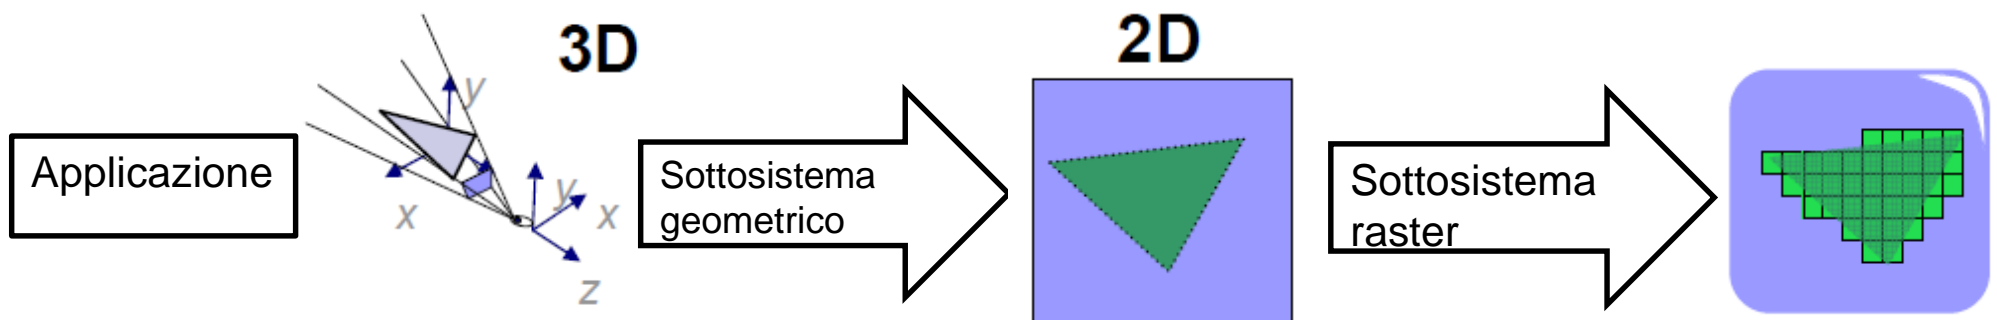 3D
2D
Applicazione
y
x
y
x
z
Sottosistema
geometrico
Sottosistema
raster